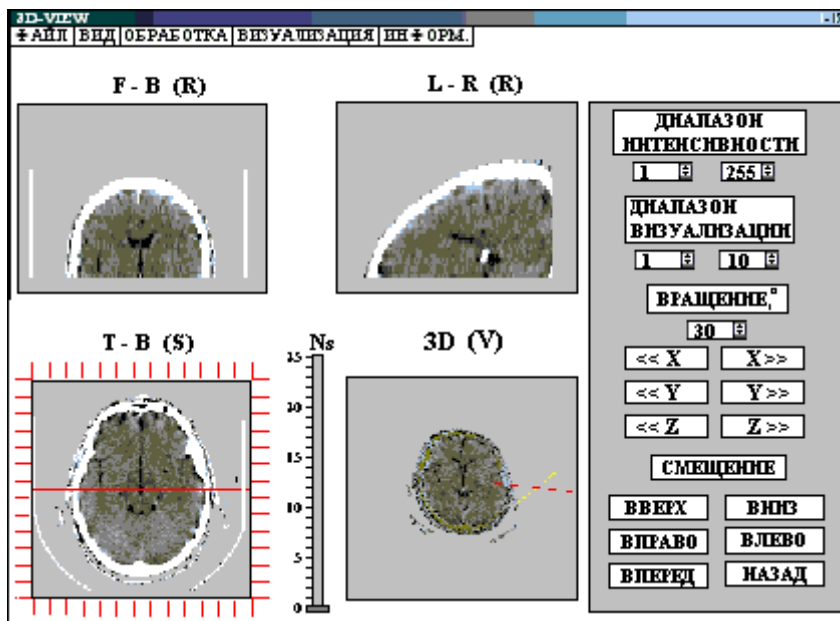 3D-VIEW
ФАЙЛ ВИД ОБРАБОТКА ВИЗУАЛИЗАЦИЯ ИНФОРМ.
F - B (R)
L - R (R)
ДИАПАЗОН
ИНТЕНСИВНОСТИ
1 255
ДИАПАЗОН
ВИЗУАЛИЗАЦИИ
1 10
ВРАЩЕНИЕ,°
30
<< X X >>
<< Y Y >>
<< Z Z >>
СМЕЩЕНИЕ
ВВЕРХ ВНИЗ
ВПРАВО ВЛЕВО
ВПЕРЕД НАЗАД
T - B (S)
Ns
3D (V)
15
20
15
10
5
0